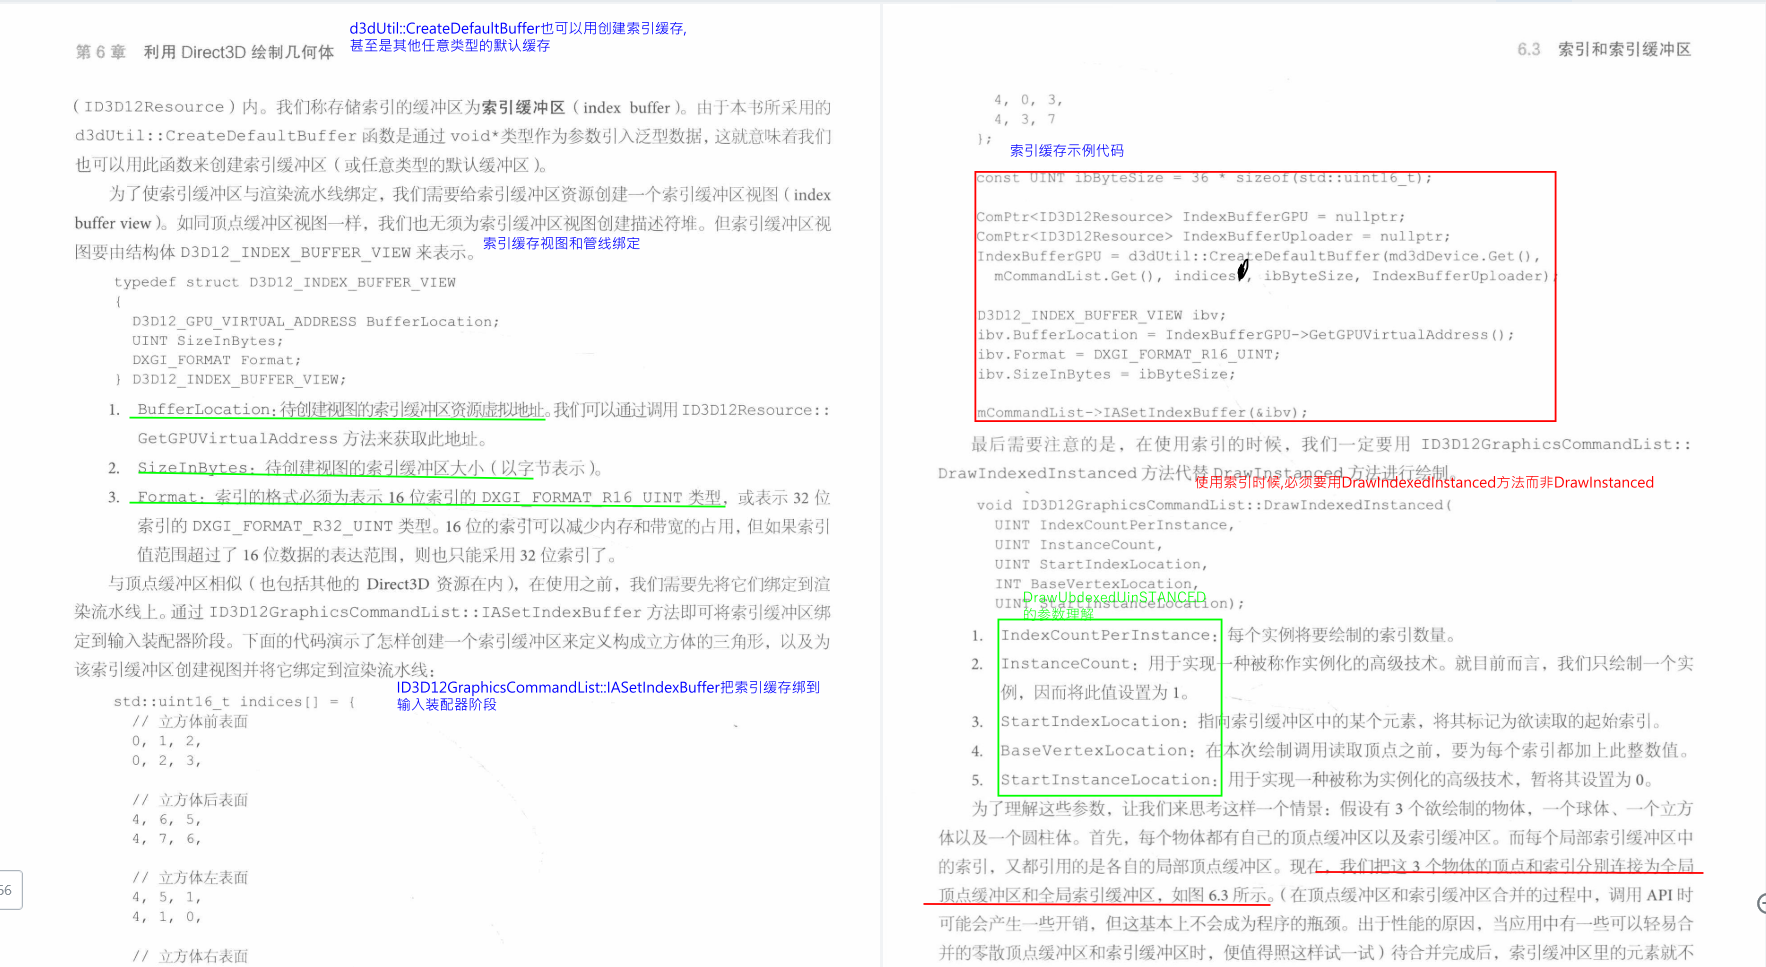 第 6 章 利用 Direct3D 绘制几何体
d3dUtil::CreateDefaultBuffer也可以用创建索引缓存,
甚至是其他任意类型的默认缓存
（ID3D12Resource）内。我们称存储索引的缓冲区为索引缓冲区（index buffer）。由于本书所采用的
d3dUtil::CreateDefaultBuffer 函数是通过 void*类型作为参数引入泛型数据，这就意味着我们
也可以用此函数来创建索引缓冲区（或任意类型的默认缓冲区）。
为了使索引缓冲区与渲染流水线绑定，我们需要给索引缓冲区资源创建一个索引缓冲区视图（index
buffer view）。如同顶点缓冲区视图一样，我们也无须为索引缓冲区视图创建描述符堆。但索引缓冲区视
图要由结构体 D3D12_INDEX_BUFFER_VIEW 来表示。
索引缓存视图和管线绑定
typedef struct D3D12_INDEX_BUFFER_VIEW
{
D3D12_GPU_VIRTUAL_ADDRESS BufferLocation;
UINT SizeInBytes;
DXGI_FORMAT Format;
} D3D12_INDEX_BUFFER_VIEW;
1. BufferLocation：待创建视图的索引缓冲区资源虚拟地址。我们可以通过调用 ID3D12Resource::
GetGPUVirtualAddress 方法来获取此地址。
2. SizeInBytes：待创建视图的索引缓冲区大小（以字节表示）。
3. Format：索引的格式必须为表示 16 位索引的 DXGI_FORMAT_R16_UINT 类型，或表示 32 位
索引的 DXGI_FORMAT_R32_UINT 类型。16 位的索引可以减少内存和带宽的占用，但如果索引
值范围超过了 16 位数据的表达范围，则也只能采用 32 位索引了。
与顶点缓冲区相似（也包括其他的 Direct3D 资源在内），在使用之前，我们需要先将它们绑定到渲
染流水线上。通过 ID3D12GraphicsCommandList::IASetIndexBuffer 方法即可将索引缓冲区绑
定到输入装配器阶段。下面的代码演示了怎样创建一个索引缓冲区来定义构成立方体的三角形，以及为
该索引缓冲区创建视图并将它绑定到渲染流水线：
ID3D12GraphicsCommandList::IASetIndexBuffer把索引缓存绑到
输入装配器阶段
std::uint16_t indices[] = {
// 立方体前表面
0, 1, 2,
0, 2, 3,
// 立方体后表面
4, 6, 5,
4, 7, 6,
// 立方体左表面
4, 5, 1,
4, 1, 0,
// 立方体右表面
66
6.3 索引和索引缓冲区
4, 0, 3,
4, 3, 7
};
索引缓存示例代码
const UINT ibByteSize = 36 * sizeof(std::uint16_t);
ComPtr<ID3D12Resource> IndexBufferGPU = nullptr;
ComPtr<ID3D12Resource> IndexBufferUploader = nullptr;
IndexBufferGPU = d3dUtil::CreateDefaultBuffer(md3dDevice.Get(),
mCommandList.Get(), indices, ibByteSize, IndexBufferUploader);
D3D12_INDEX_BUFFER_VIEW ibv;
ibv.BufferLocation = IndexBufferGPU->GetGPUVirtualAddress();
ibv.Format = DXGI_FORMAT_R16_UINT;
ibv.SizeInBytes = ibByteSize;
mCommandList->IASetIndexBuffer(&ibv);
最后需要注意的是，在使用索引的时候，我们一定要用 ID3D12GraphicsCommandList::
DrawIndexedInstanced 方法代替 DrawInstanced 方法进行绘制。
使用索引时候,必须要用DrawIndexedInstanced方法而非DrawInstanced
void ID3D12GraphicsCommandList::DrawIndexedInstanced(
UINT IndexCountPerInstance,
UINT InstanceCount,
UINT StartIndexLocation,
INT BaseVertexLocation,
UINT StartInstanceLocation);
DrawUbdexedUinSTANCED
的参数理解
1. IndexCountPerInstance：每个实例将要绘制的索引数量。
2. InstanceCount：用于实现一种被称作实例化的高级技术。就目前而言，我们只绘制一个实
例，因而将此值设置为 1。
3. StartIndexLocation：指向索引缓冲区中的某个元素，将其标记为欲读取的起始索引。
4. BaseVertexLocation：在本次绘制调用读取顶点之前，要为每个索引都加上此整数值。
5. StartInstanceLocation：用于实现一种被称为实例化的高级技术，暂将其设置为 0。
为了理解这些参数，让我们来思考这样一个情景：假设有 3 个欲绘制的物体，一个球体、一个立方
体以及一个圆柱体。首先，每个物体都有自己的顶点缓冲区以及索引缓冲区。而每个局部索引缓冲区中
的索引，又都引用的是各自的局部顶点缓冲区。现在，我们把这 3 个物体的顶点和索引分别连接为全局
顶点缓冲区和全局索引缓冲区，如图 6.3 所示。（在顶点缓冲区和索引缓冲区合并的过程中，调用 API 时
可能会产生一些开销，但这基本上不会成为程序的瓶颈。出于性能的原因，当应用中有一些可以轻易合
并的零散顶点缓冲区和索引缓冲区时，便值得照这样试一试）待合并完成后，索引缓冲区里的元素就不